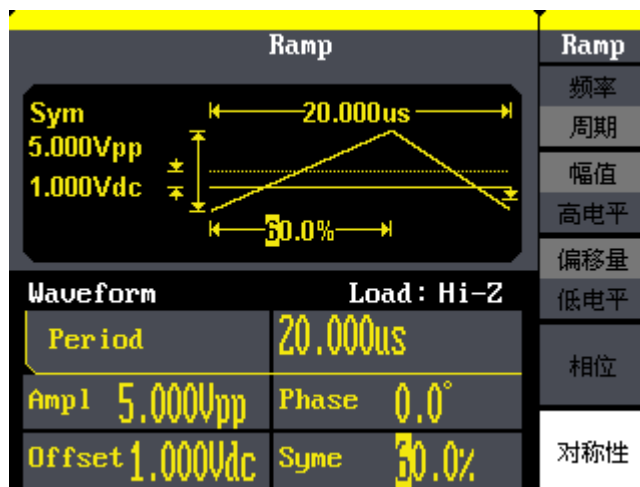 Ramp
Sym
20.000us
5.000Vpp
1.000Vdc
60.0%
Waveform
Load: Hi-Z
Period
20.000us
Ampl 5.000Vpp
Phase 0.0°
Offset 1.000Vdc
Syme 60.0%
Ramp
频率
周期
幅值
高电平
偏移量
低电平
相位
对称性